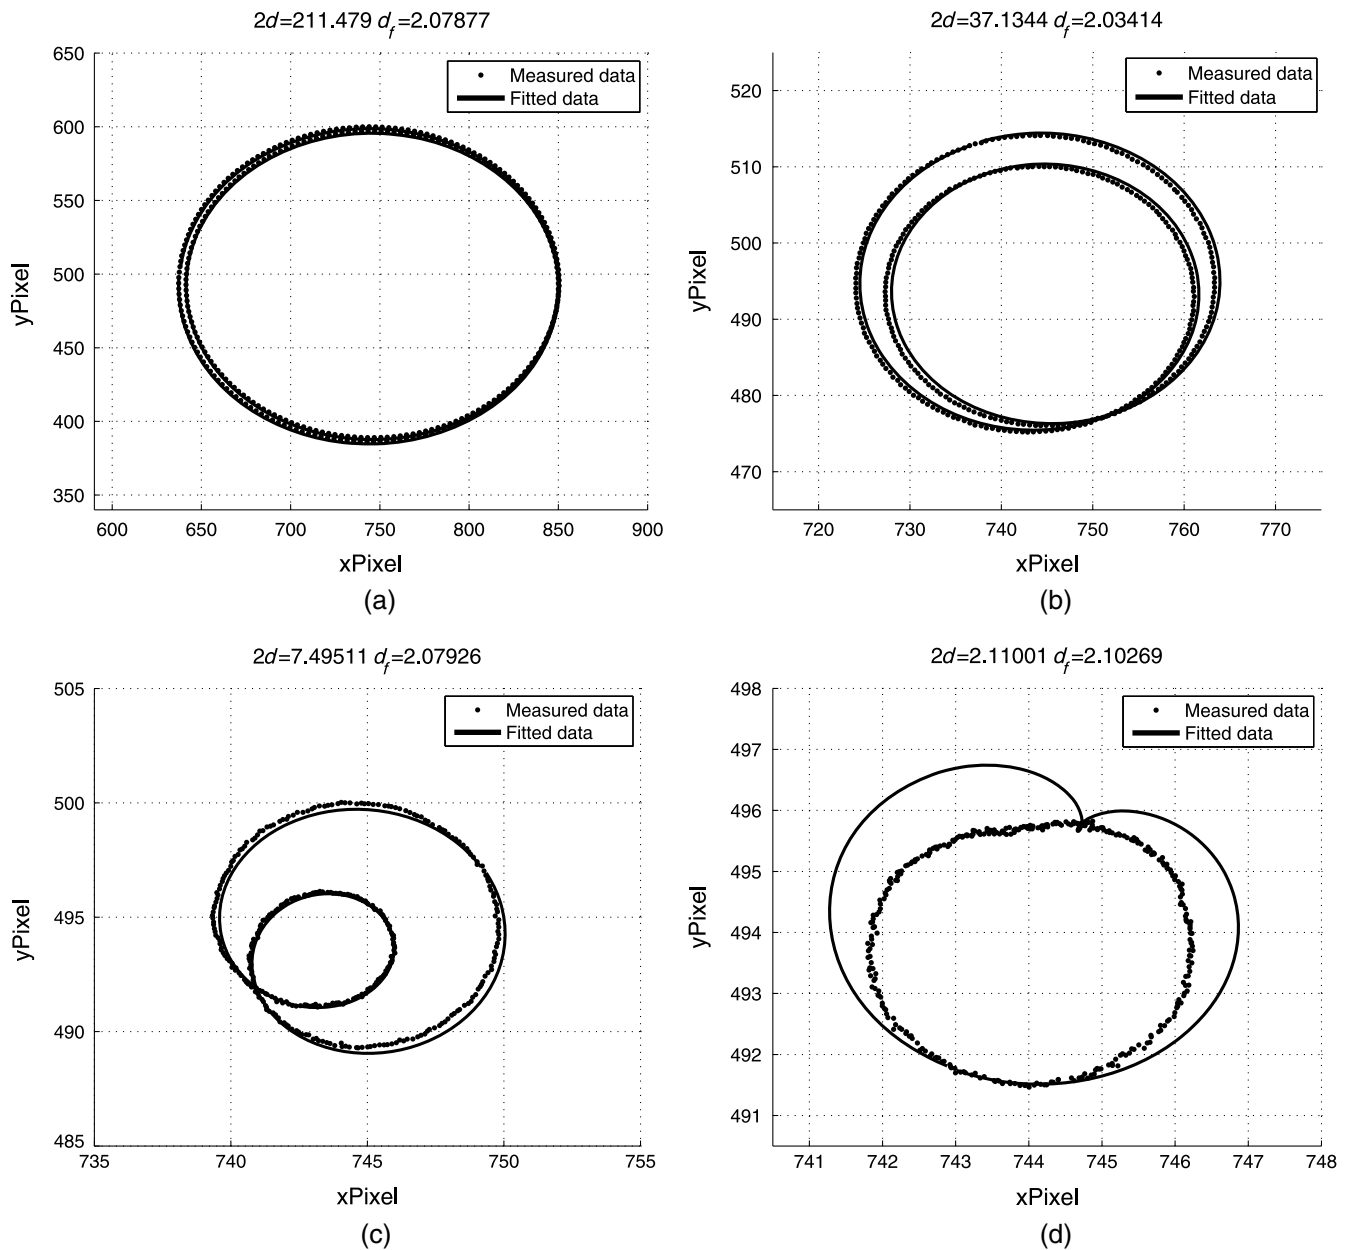 2d=211.479 d_f=2.07877
650
600
550
500
450
400
350
yPixel
Measured data
Fitted data
600 650 700 750 800 850 900
xPixel
(a)
2d=37.1344 d_f=2.03414
520
510
500
490
480
470
yPixel
Measured data
Fitted data
720 730 740 750 760 770
xPixel
(b)
2d=7.49511 d_f=2.07926
505
500
495
490
485
yPixel
Measured data
Fitted data
735 740 745 750 755
xPixel
(c)
2d=2.11001 d_f=2.10269
498
497
496
495
494
493
492
491
yPixel
Measured data
Fitted data
741 742 743 744 745 746 747 748
xPixel
(d)